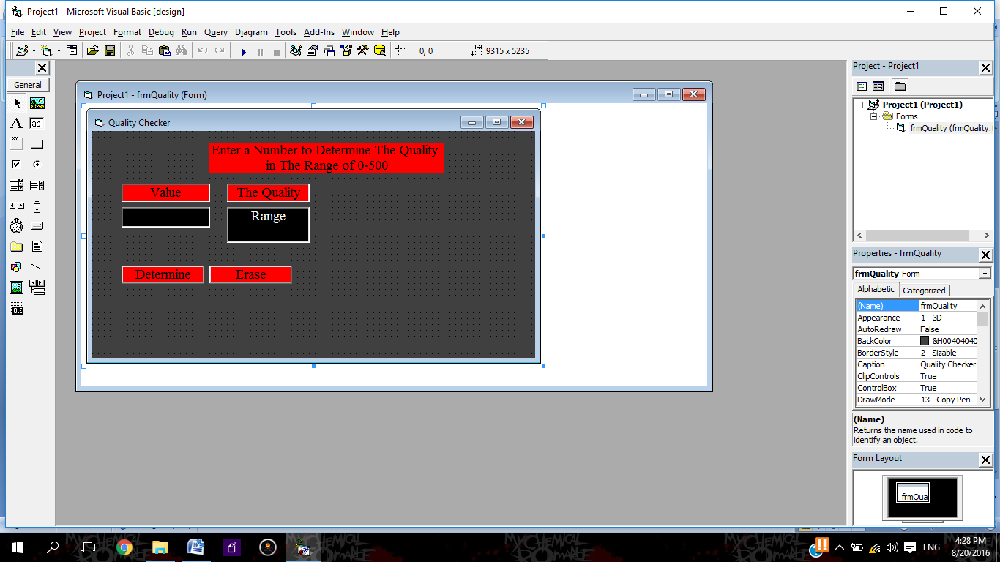 Project1 - Microsoft Visual Basic [design]
File Edit View Project Format Debug Run Query Diagram Tools Add-Ins Window Help
0, 0 9315 x 5235
General
A ab|
xy
OLE
Project1 - frmQuality (Form)
Quality Checker
Enter a Number to Determine The Quality
in The Range of 0-500
Value The Quality
Range
Determine Erase
Project - Project1
Project1 (Project1)
Forms
frmQuality (frmQuality.
Properties - frmQuality
frmQuality Form
Alphabetic Categorized
(Name) frmQuality
Appearance 1 - 3D
AutoRedraw False
BackColor &H00404040
BorderStyle 2 - Sizable
Caption Quality Checker
ClipControls True
ControlBox True
DrawMode 13 - Copy Pen
(Name)
Returns the name used in code to
identify an object.
Form Layout
frmQua
ENG
4:28 PM
8/20/2016